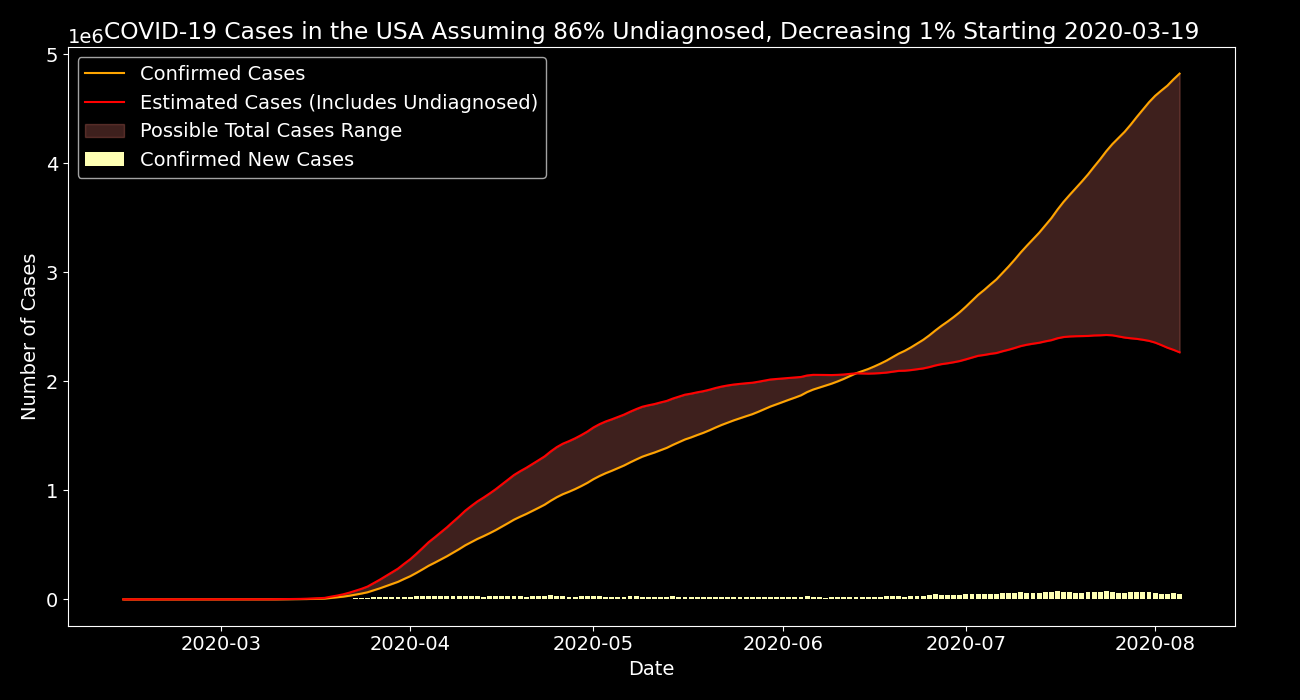 COVID-19 Cases in the USA Assuming 86% Undiagnosed, Decreasing 1% Starting 2020-03-19
1e6
Confirmed Cases
Estimated Cases (Includes Undiagnosed)
Possible Total Cases Range
Confirmed New Cases
Number of Cases
5
4
3
2
1
0
2020-03
2020-04
2020-05
2020-06
2020-07
2020-08
Date